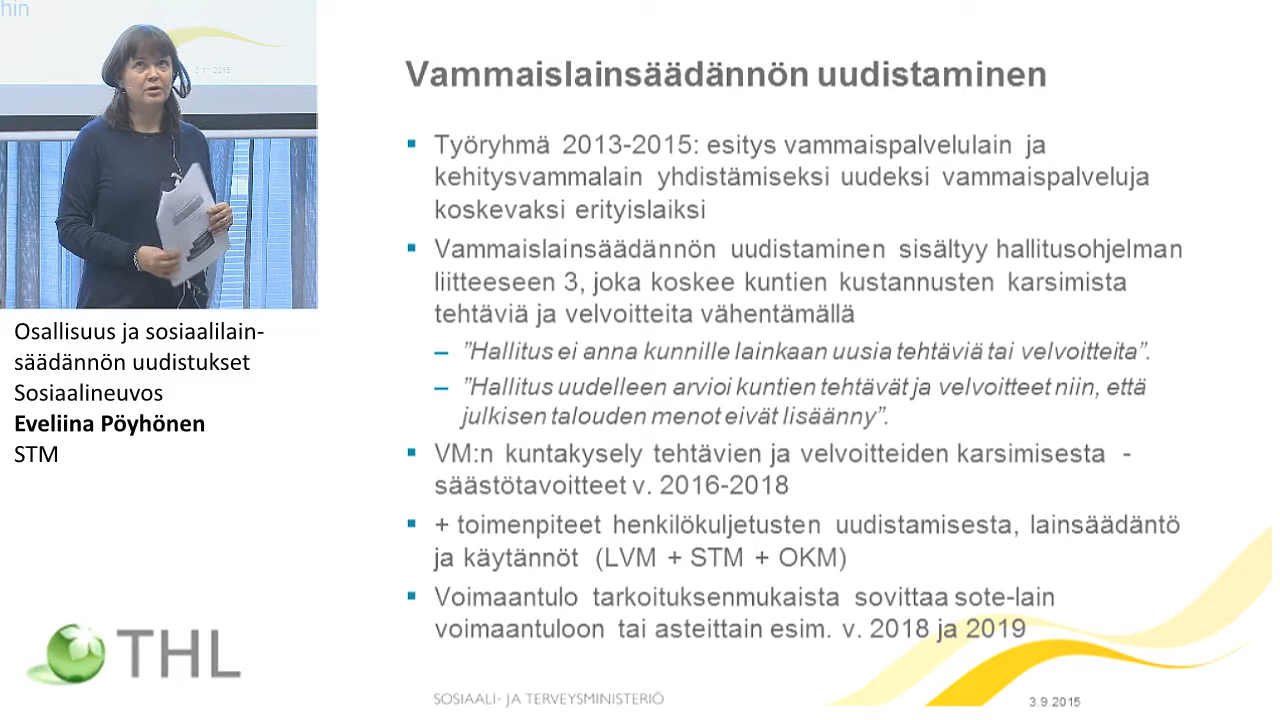 hin
3.11.2015
Osallisuus ja sosiaalilain-
säädännön uudistukset
Sosiaalineuvos
Eveliina Pöyhönen
STM
THL
Vammaislainsäädännön uudistaminen
Työryhmä 2013-2015: esitys vammaispalvelulain ja
kehitysvammalain yhdistämiseksi uudeksi vammaispalveluja
koskevaksi erityislaiksi
Vammaislainsäädännön uudistaminen sisältyy hallitusohjelman
liitteeseen 3, joka koskee kuntien kustannusten karsimista
tehtäviä ja velvoitteita vähentämällä
– ”Hallitus ei anna kunnille lainkaan uusia tehtäviä tai velvoitteita”.
– ”Hallitus uudelleen arvioi kuntien tehtävät ja velvoitteet niin, että
julkisen talouden menot eivät lisäänny”.
VM:n kuntakysely tehtävien ja velvoitteiden karsimisesta -
säästötavoitteet v. 2016-2018
+ toimenpiteet henkilökuljetusten uudistamisesta, lainsäädäntö
ja käytännöt (LVM + STM + OKM)
Voimaantulo tarkoituksenmukaista sovittaa sote-lain
voimaantuloon tai asteittain esim. v. 2018 ja 2019
SOSIAALI- JA TERVEYSMINISTERIÖ
3.9.2015